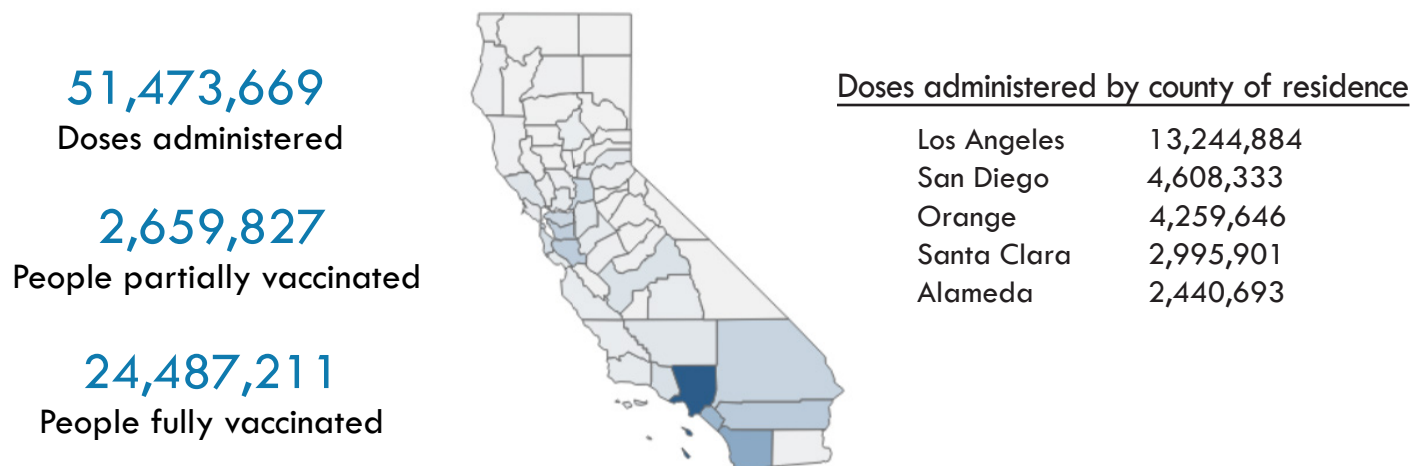 51,473,669
Doses administered
2,659,827
People partially vaccinated
24,487,211
People fully vaccinated
Doses administered by county of residence
Los Angeles 13,244,884
San Diego 4,608,333
Orange 4,259,646
Santa Clara 2,995,901
Alameda 2,440,693